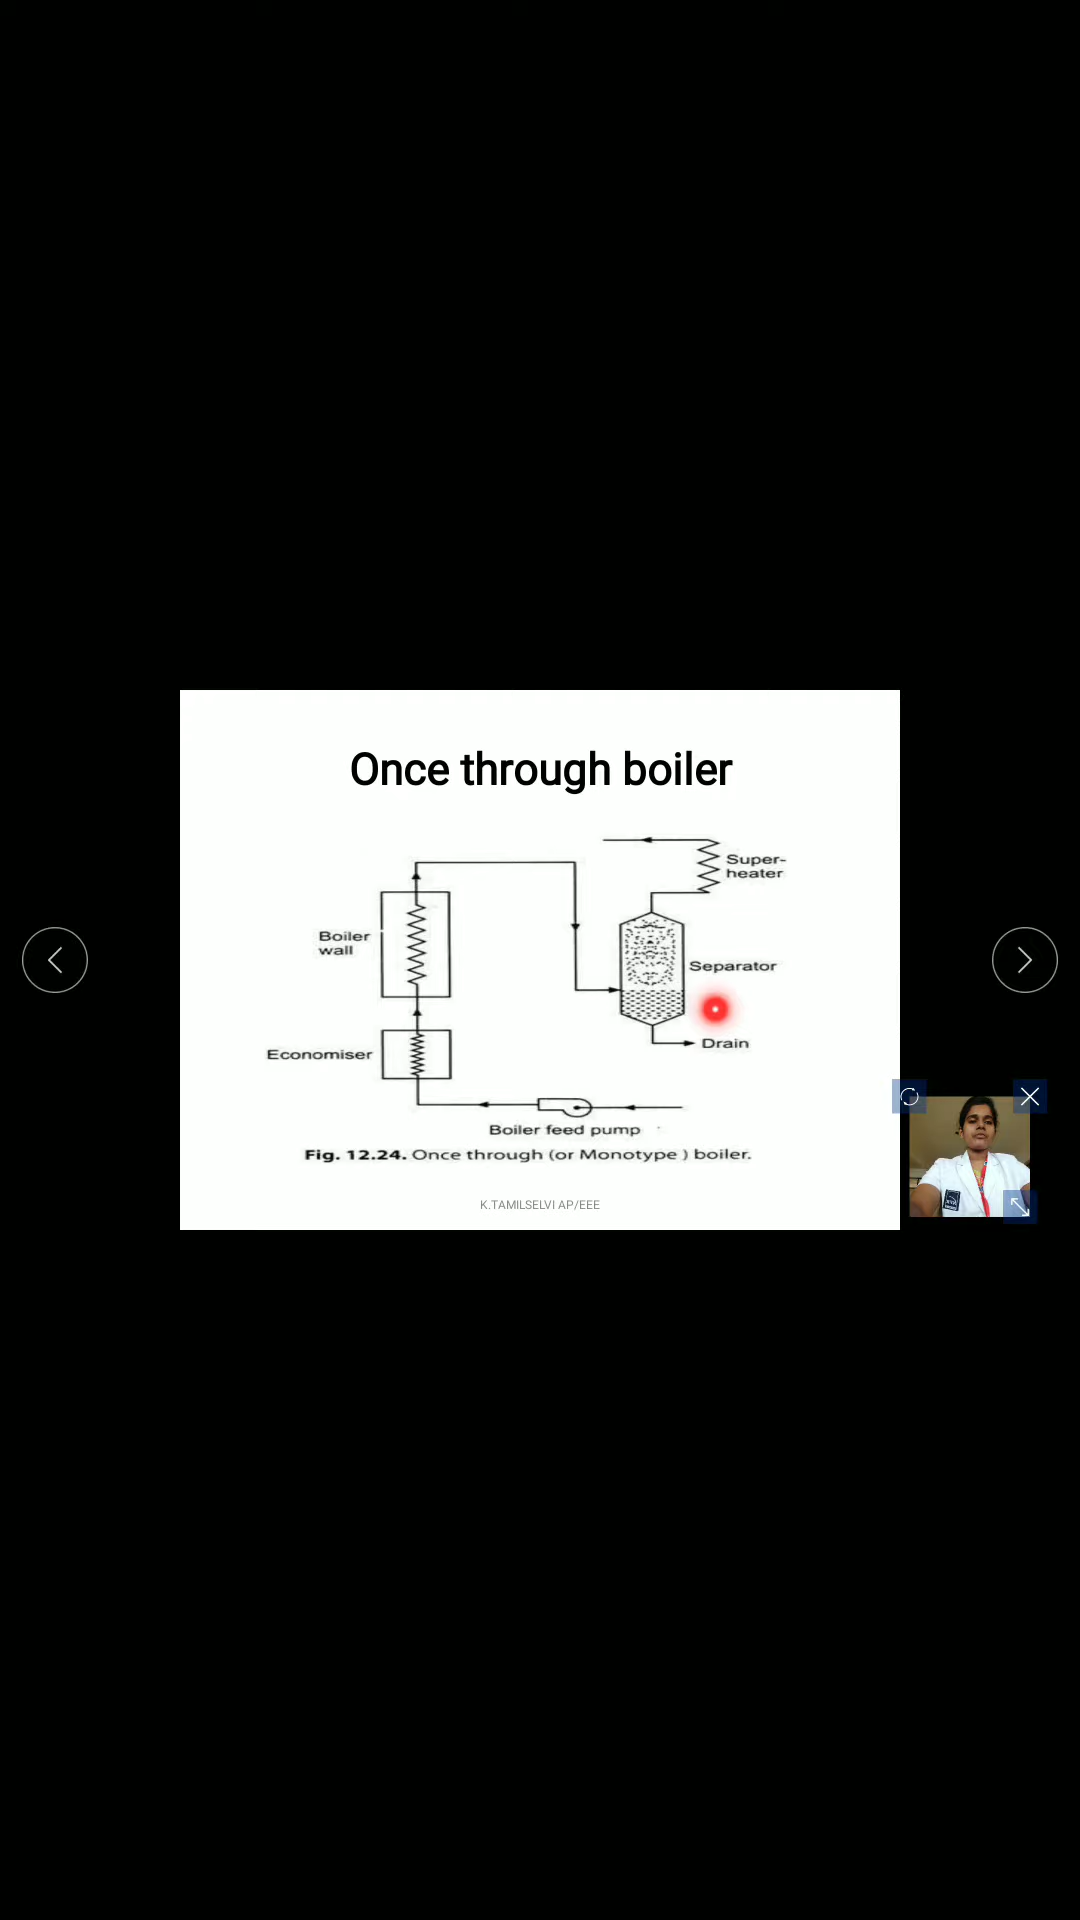 Once through boiler
Super-
heater
Boiler
wall
Separator
Drain
Economiser
Boiler feed pump
Fig. 12.24. Once through (or Monotype ) boiler.
K.TAMILSELVI AP/EEE